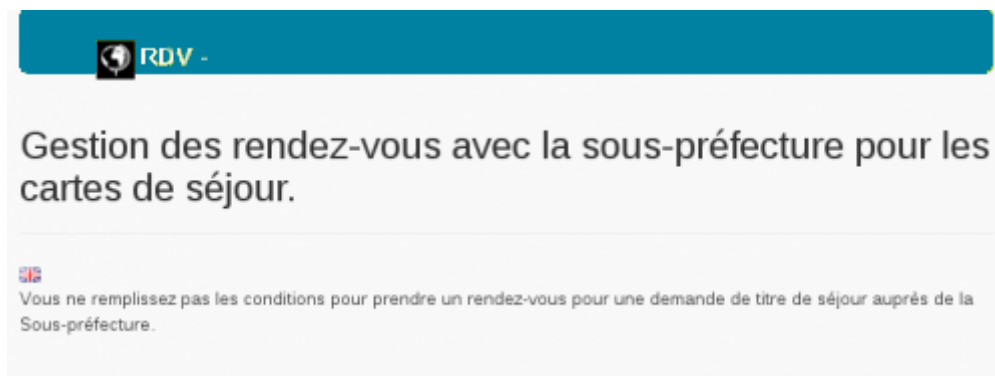 RDV -
Gestion des rendez-vous avec la sous-préfecture pour les
cartes de séjour.
Vous ne remplissez pas les conditions pour prendre un rendez-vous pour une demande de titre de séjour auprès de la
Sous-préfecture.